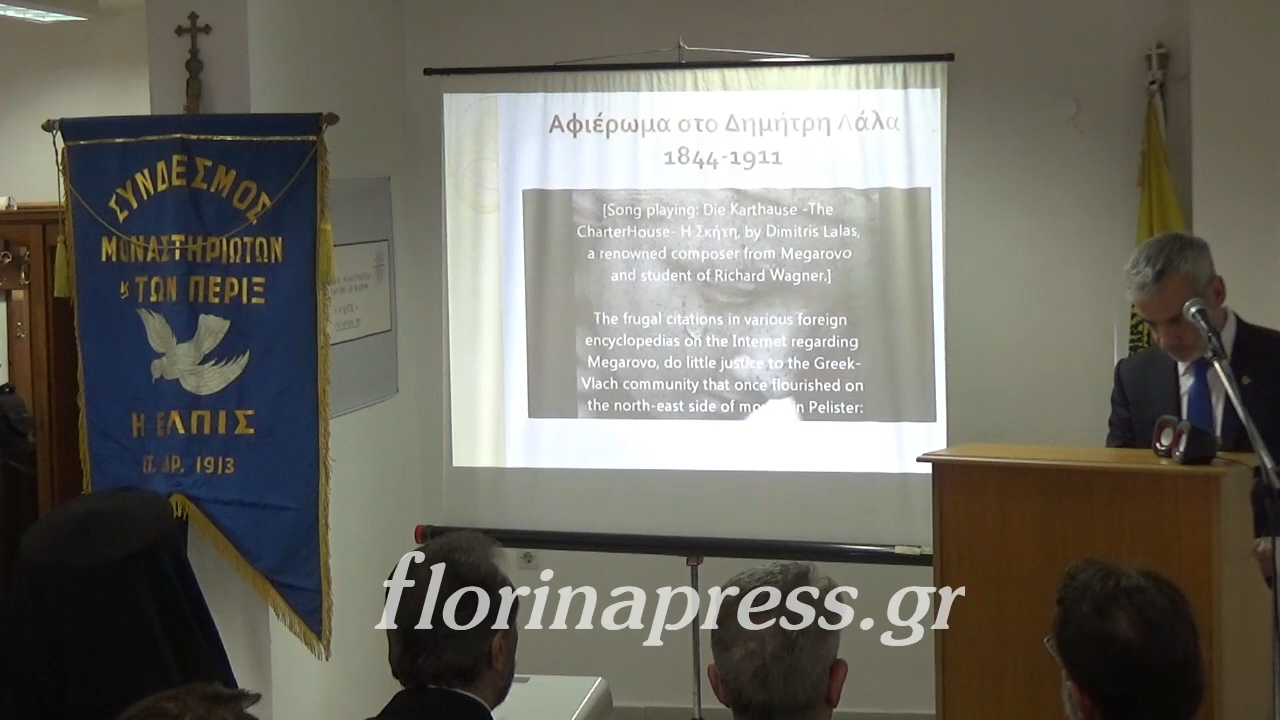 ΣΥΝΔΕΣΜΟΣ
ΜΟΝΑΣΤΗΡΙΩΤΩΝ
ΤΩΝ ΠΕΡΙΞ
Η ΕΛΠΙΣ
ΙΤ. ΔΡ. 1913
Αφιέρωμα στο Δημήτρη Λάλα
1844-1911
[Song playing: Die Karthause -The
CharterHouse- Η Σκήτη, by Dimitris Lalas,
a renowned composer from Megarovo
and student of Richard Wagner.]
The frugal citations in various foreign
encyclopedias on the Internet regarding
Megarovo, do little justice to the Greek-
Vlach community that once flourished on
the north-east side of mountain Pelister:
florinapress.gr